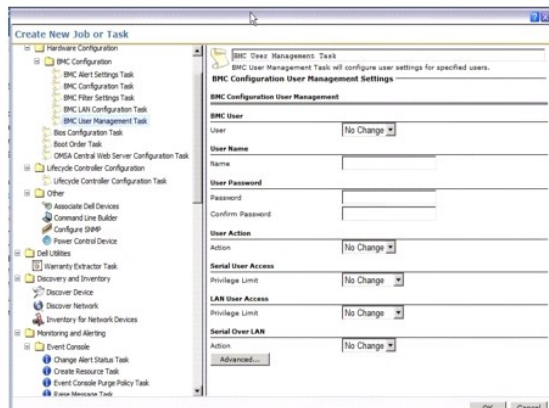 Create New Job or Task
Hardware Configuration
BMC Configuration
BMC Alert Settings Task
BMC Configuration Task
BMC Filter Settings Task
BMC LAN Configuration Task
BMC User Management Task
Bios Configuration Task
Boot Order Task
OMSA Central Web Server Configuration Task
Lifecycle Controller Configuration
Lifecycle Controller Configuration Task
Other
Associate Dell Devices
Command Line Builder
Configure SNMP
Power Control Device
Dell Utilities
Warranty Extractor Task
Discovery and Inventory
Discover Device
Discover Network
Inventory for Network Devices
Monitoring and Alerting
Event Console
Change Alert Status Task
Create Resource Task
Event Console Purge Policy Task
Raise Message Task
BMC User Management Task
BMC User Management Task will configure user settings for specified users.
BMC Configuration User Management Settings
BMC Configuration User Management
BMC User
User No Change
User Name
Name
User Password
Password
Confirm Password
User Action
Action No Change
Serial User Access
Privilege Limit No Change
LAN User Access
Privilege Limit No Change
Serial Over LAN
Action No Change
Advanced...
OK Cancel